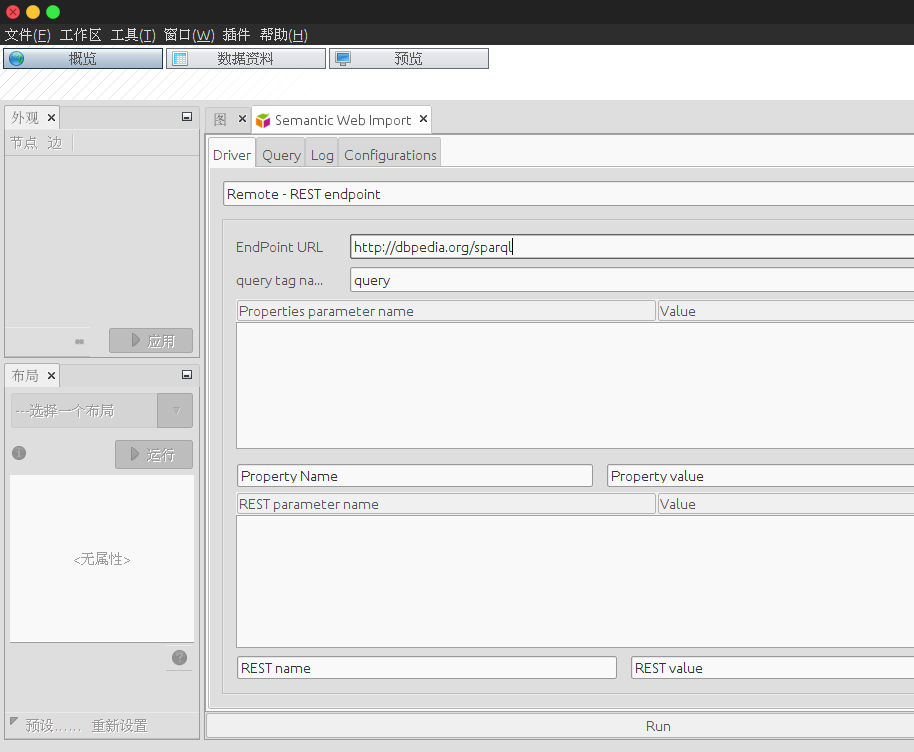 文件(F) 工作区 工具(T) 窗口(W) 插件 帮助(H)
概览 数据资料 预览
外观 ×
节点 边
应用
布局 ×
---选择一个布局
运行
<无属性>
预设…… 重新设置
图 × Semantic Web Import ×
Driver Query Log Configurations
Remote - REST endpoint
EndPoint URL http://dbpedia.org/sparql
query tag na... query
Properties parameter name Value
Property Name Property value
REST parameter name Value
REST name REST value
Run